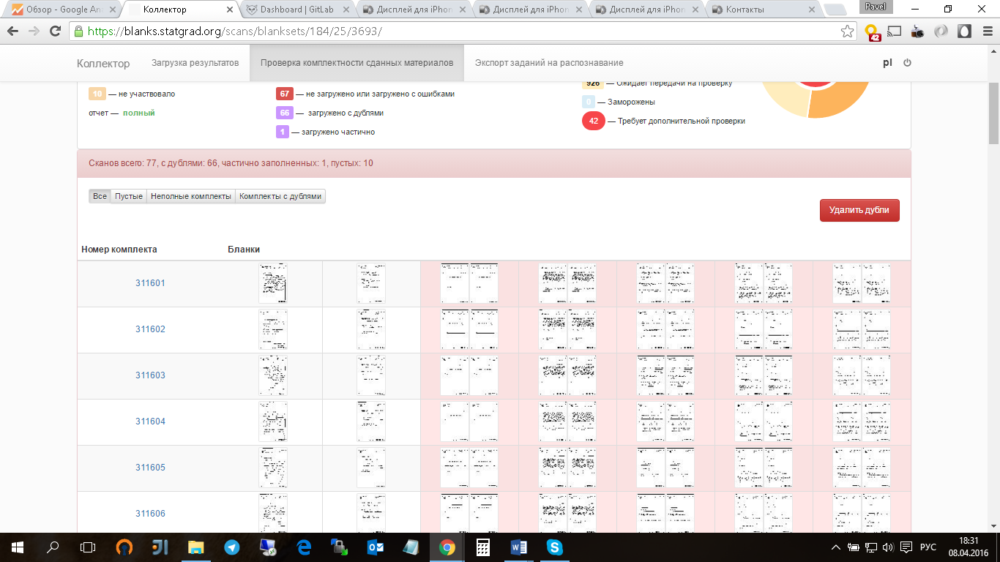 Обзор - Google An
Коллектор
Dashboard | GitLab
Дисплей для iPhon
Дисплей для iPhon
Дисплей для iPhon
Контакты
Pavel
https://blanks.statgrad.org/scans/blanksets/184/25/3693/
42
Коллектор
Загрузка результатов
Проверка комплектности сданных материалов
Экспорт заданий на распознавание
pl
10 — не участвовало
отчет — полный
67 — не загружено или загружено с ошибками
66 — загружено с дублями
1 — загружено частично
926 — Ожидает передачи на проверку
0 — Заморожены
42 — Требует дополнительной проверки
Сканов всего: 77, с дублями: 66, частично заполненных: 1, пустых: 10
Все
Пустые
Неполные комплекты
Комплекты с дублями
Удалить дубли
Номер комплекта
Бланки
311601
311602
311603
311604
311605
311606
РУС
18:31
08.04.2016